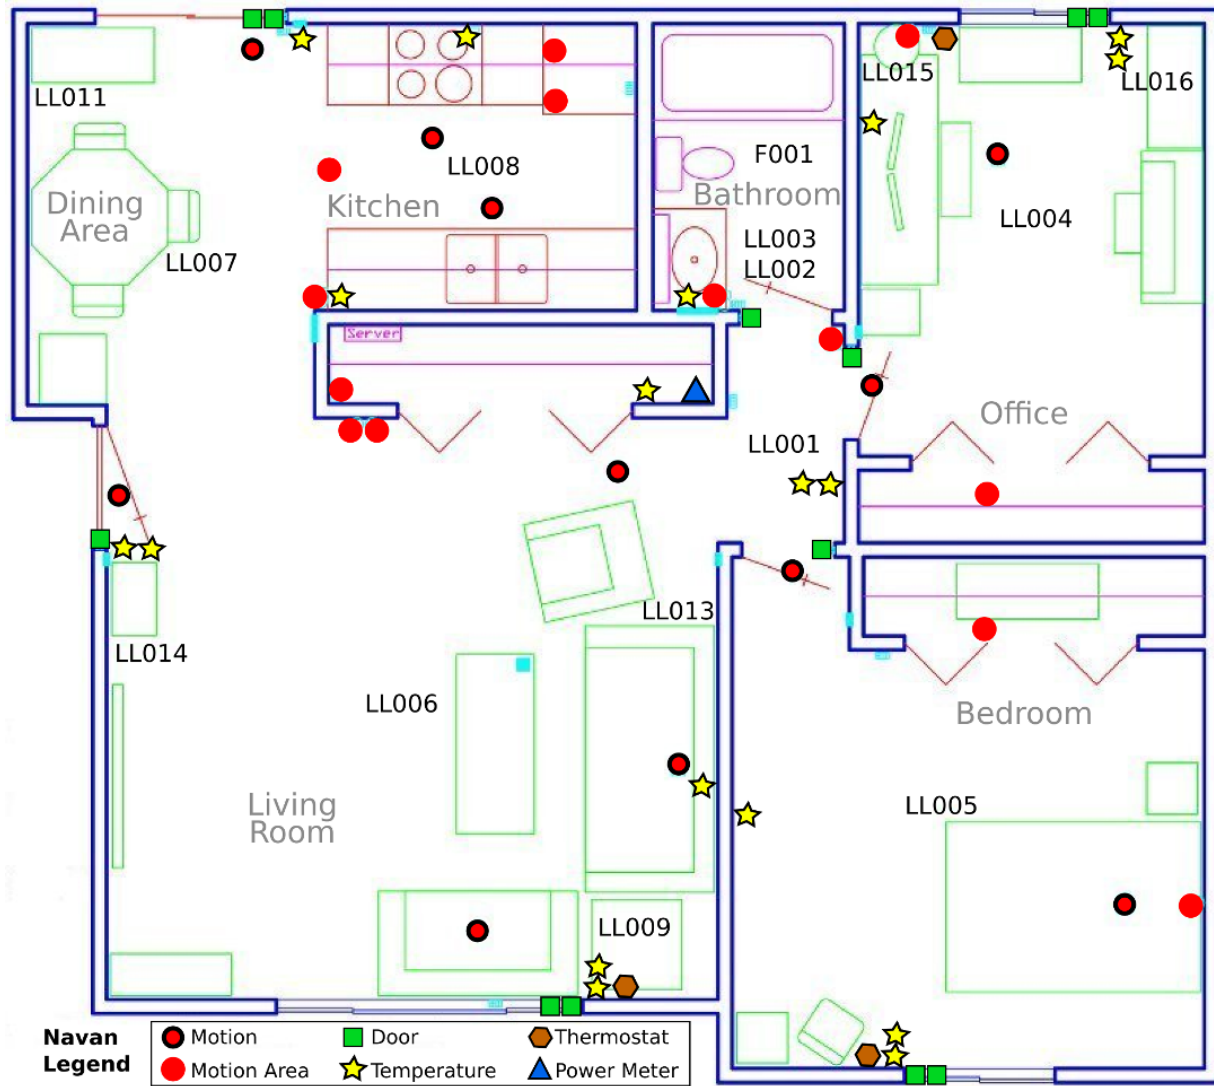 LL011
LL015
LL016
F001
LL008
Bathroom
Kitchen
Dining
Area
LL004
LL003
LL007
LL002
Server
Office
LL001
LL013
LL014
LL006
Bedroom
Living
Room
LL005
LL009
Navan
Legend
Motion
Door
Thermostat
Motion Area
Temperature
Power Meter